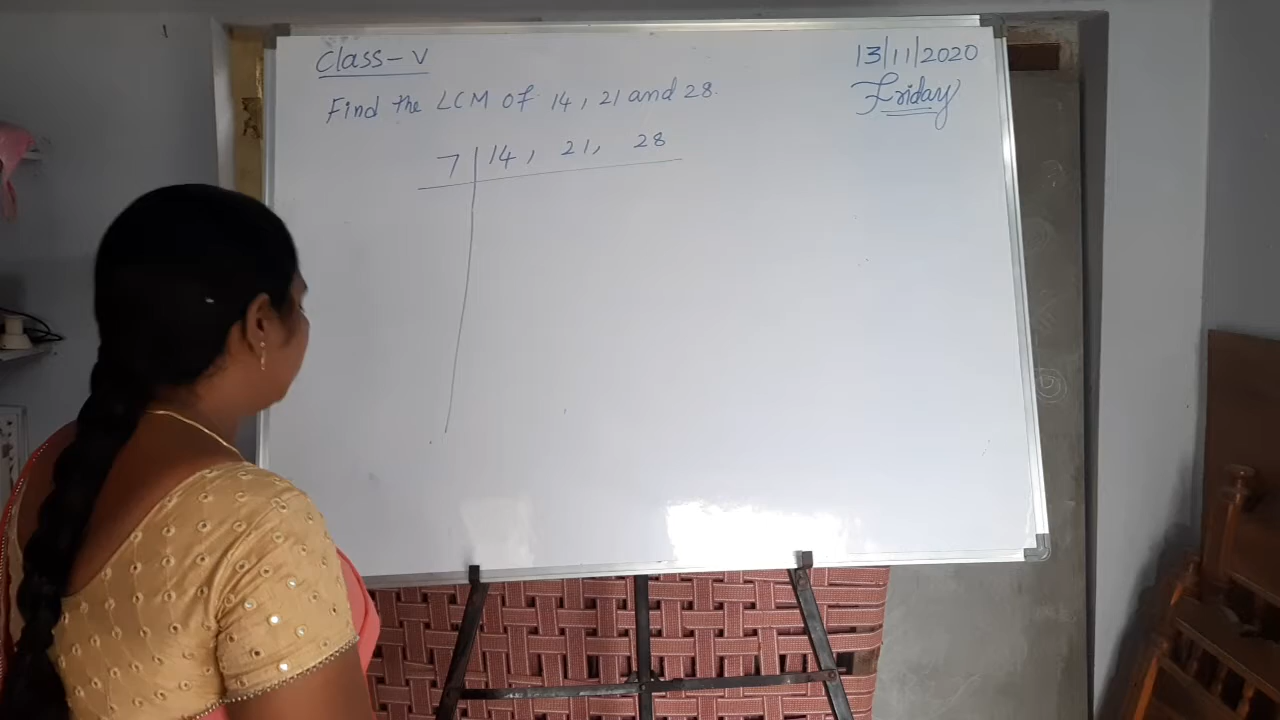 Class - V
13/11/2020
Friday
Find the LCM of 14, 21 and 28.
7 | 14, 21, 28